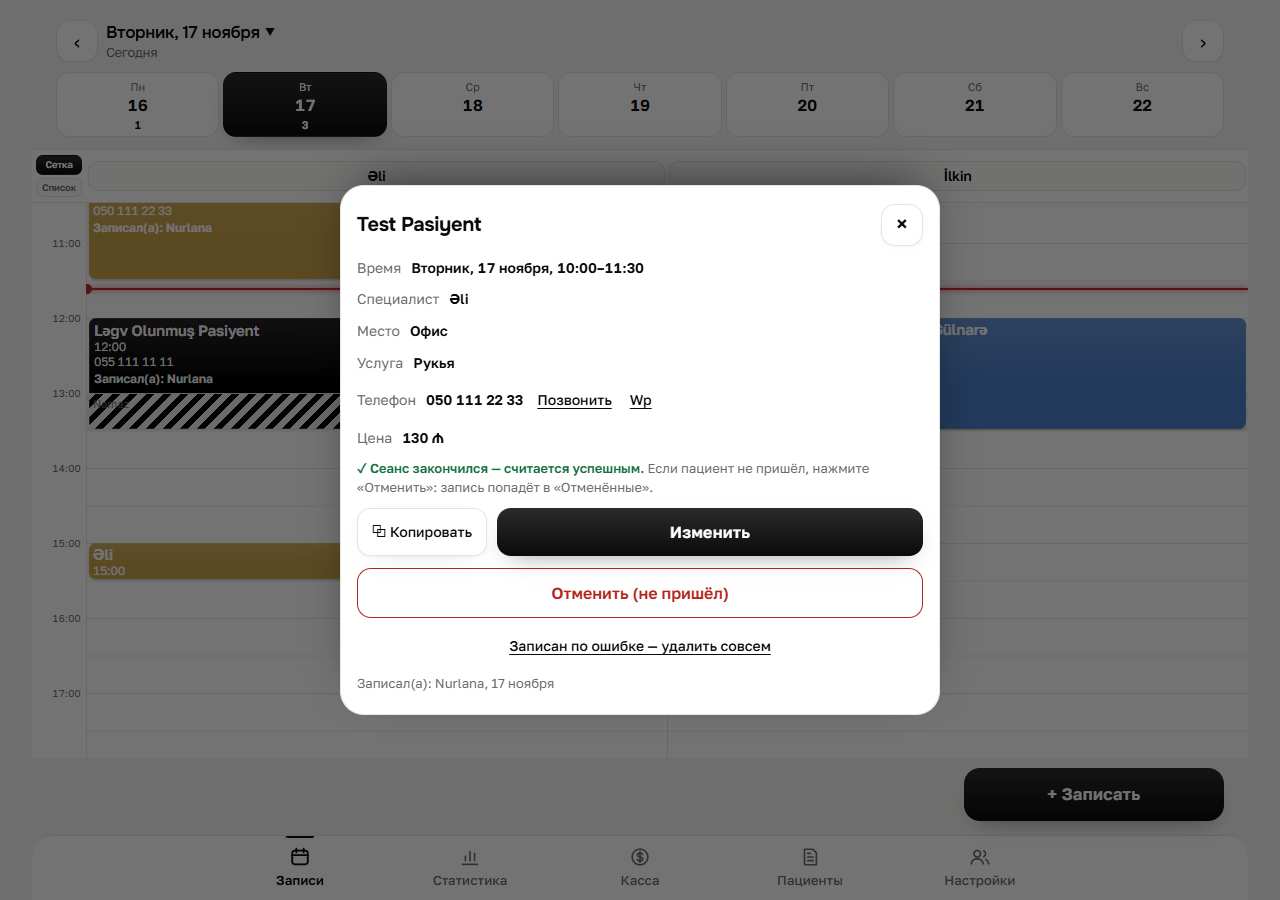 ‹
Вторник, 17 ноября ▼
Сегодня
›
Пн
16
1
Вт
17
3
Ср
18
Чт
19
Пт
20
Сб
21
Вс
22
Сетка
Список
Əli
İlkin
050 111 22 33
Записал(а): Nurlana
11:00
12:00
13:00
14:00
15:00
16:00
17:00
Ləgv Olunmuş Pasiyent
12:00
055 111 11 11
Записал(а): Nurlana
Əli
15:00
Gülnarə
Test Pasiyent
×
Время Вторник, 17 ноября, 10:00–11:30
Специалист Əli
Место Офис
Услуга Рукья
Телефон 050 111 22 33 Позвонить Wp
Цена 130 ₼
✓ Сеанс закончился — считается успешным. Если пациент не пришёл, нажмите
«Отменить»: запись попадёт в «Отменённые».
Копировать
Изменить
Отменить (не пришёл)
Записан по ошибке — удалить совсем
Записал(а): Nurlana, 17 ноября
+ Записать
Записи
Статистика
Касса
Пациенты
Настройки